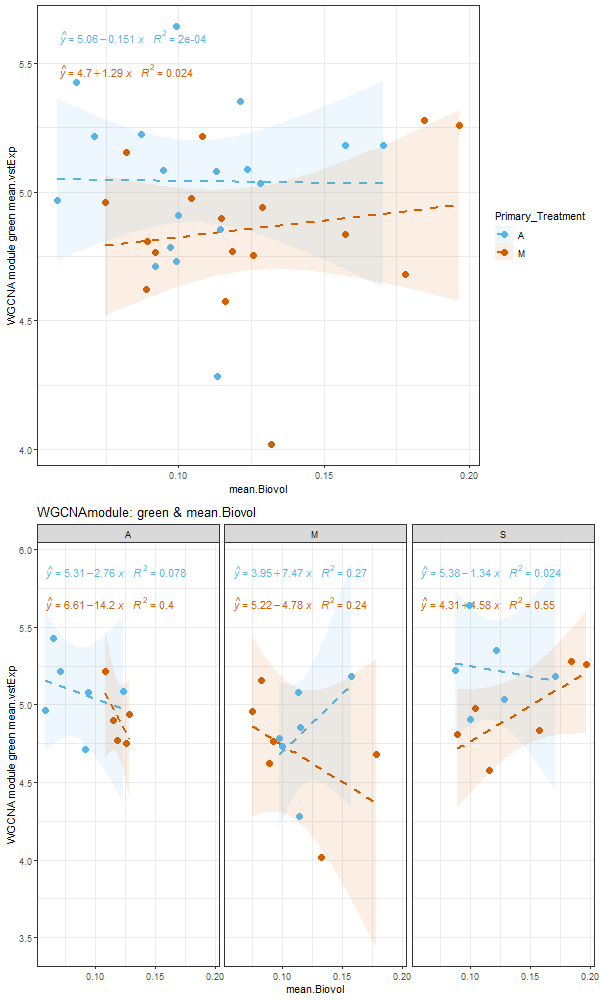 ŷ = 5.06 − 0.151 x   R² = 2e-04
ŷ = 4.7 + 1.29 x   R² = 0.024
5.5
5.0
4.5
4.0
WGCNA module green mean.vstExp
0.10
0.15
0.20
mean.Biovol
Primary_Treatment
A
M
WGCNAmodule: green & mean.Biovol
A
M
S
ŷ = 5.31 − 2.76 x   R² = 0.078
ŷ = 3.95 + 7.47 x   R² = 0.27
ŷ = 5.38 − 1.34 x   R² = 0.024
ŷ = 6.61 − 14.2 x   R² = 0.4
ŷ = 5.22 − 4.78 x   R² = 0.24
ŷ = 4.31 + 4.58 x   R² = 0.55
6.0
5.5
5.0
4.5
4.0
3.5
WGCNA module green mean.vstExp
0.10
0.15
0.20
0.10
0.15
0.20
0.10
0.15
0.20
mean.Biovol